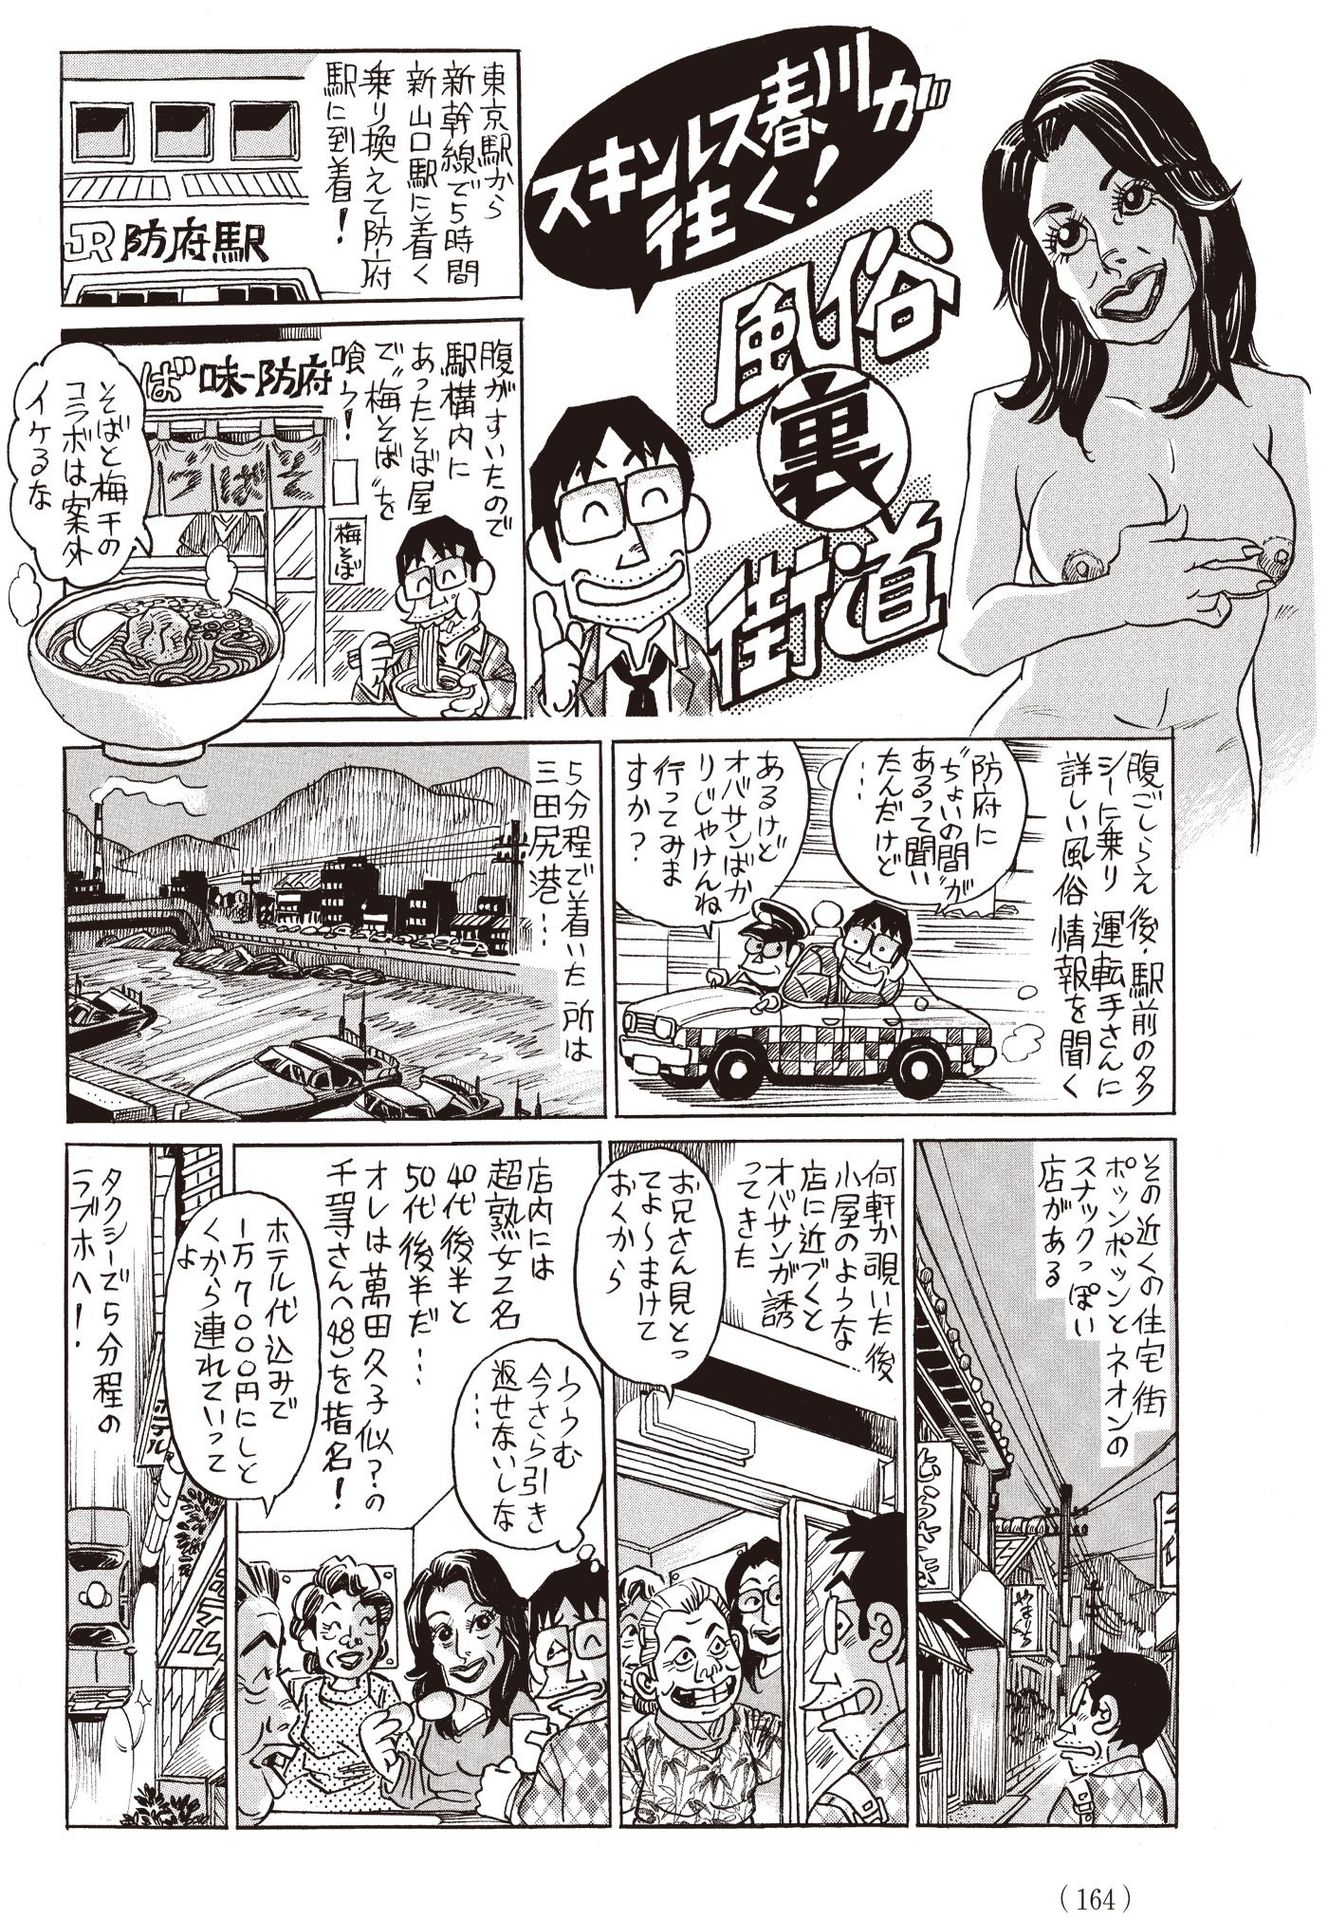 スキンレス春川が
往く!
風俗
裏
街道
東京駅から
新幹線で5時間
新山口駅に着く
乗り換えて防府
駅に到着!
JR防府駅
腹がすいたので
駅構内に
あったそば屋
で〝梅そば〟を
喰う!
ば 味一防府
うばそ
梅そば
そばと梅干の
コラボは案外
イケるな
腹ごしらえ後・駅前のタク
シーに乗り 運転手さんに
詳しい風俗情報を聞く
防府に
〝ちょいの間〟が
あるって聞い
たんだけど
あるけど
オバサンばか
りじゃけんね
行ってみま
すか?
5分程で着いた所は
三田尻港…
その近くの住宅街
ポッンポッンとネオンの
スナックっぽい
店がある
何軒か覗いた後
小屋のような
店に近づくと
オバサンが誘
ってきた
お兄さん見とっ
てよ〜まけて
おくから
店内には
超熟女2名
40代後半と
50代後半だ…
オレは萬田久子似?の
千尋さん(48)を指名!
ーううむ
今さら引き
返せないしな
…
ホテル代込みで
1万7000円にしと
くから連れていって
よ
タクシーで5分程の
ラブホへ!
ホテル
(164)